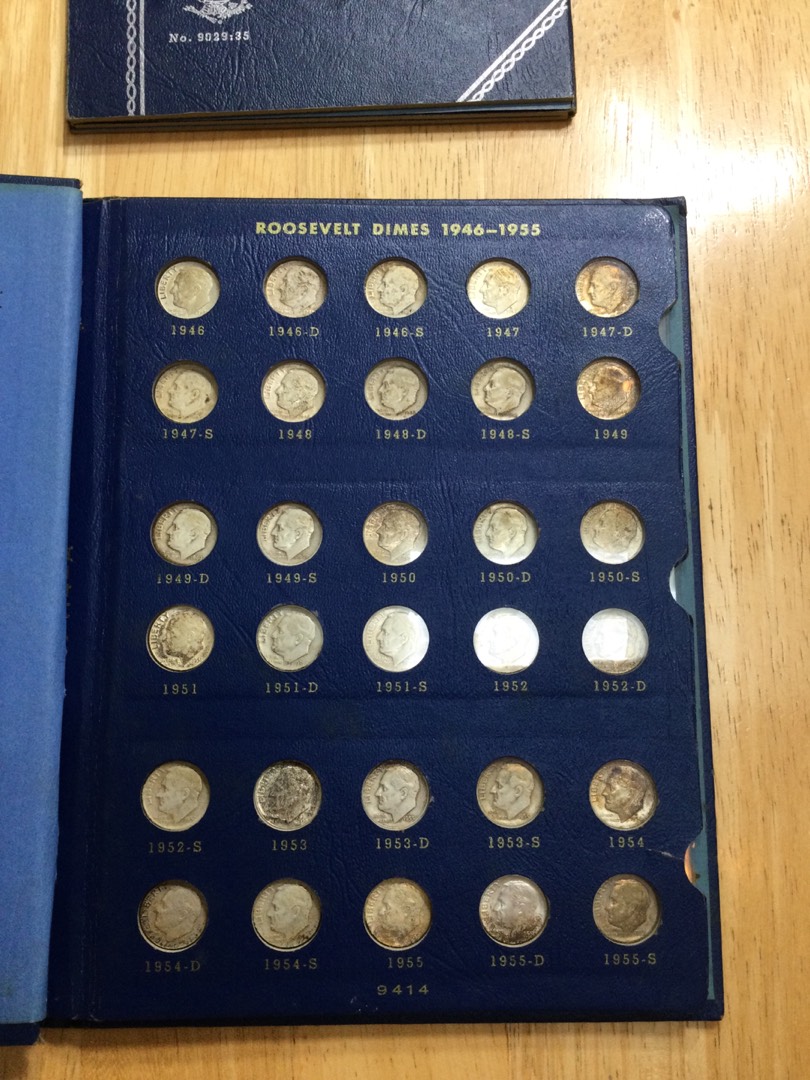 No. 9029:35
ROOSEVELT DIMES 1946–1955
1946 1946-D 1946-S 1947 1947-D
1947-S 1948 1948-D 1948-S 1949
1949-D 1949-S 1950 1950-D 1950-S
1951 1951-D 1951-S 1952 1952-D
1952-S 1953 1953-D 1953-S 1954
1954-D 1954-S 1955 1955-D 1955-S
9414